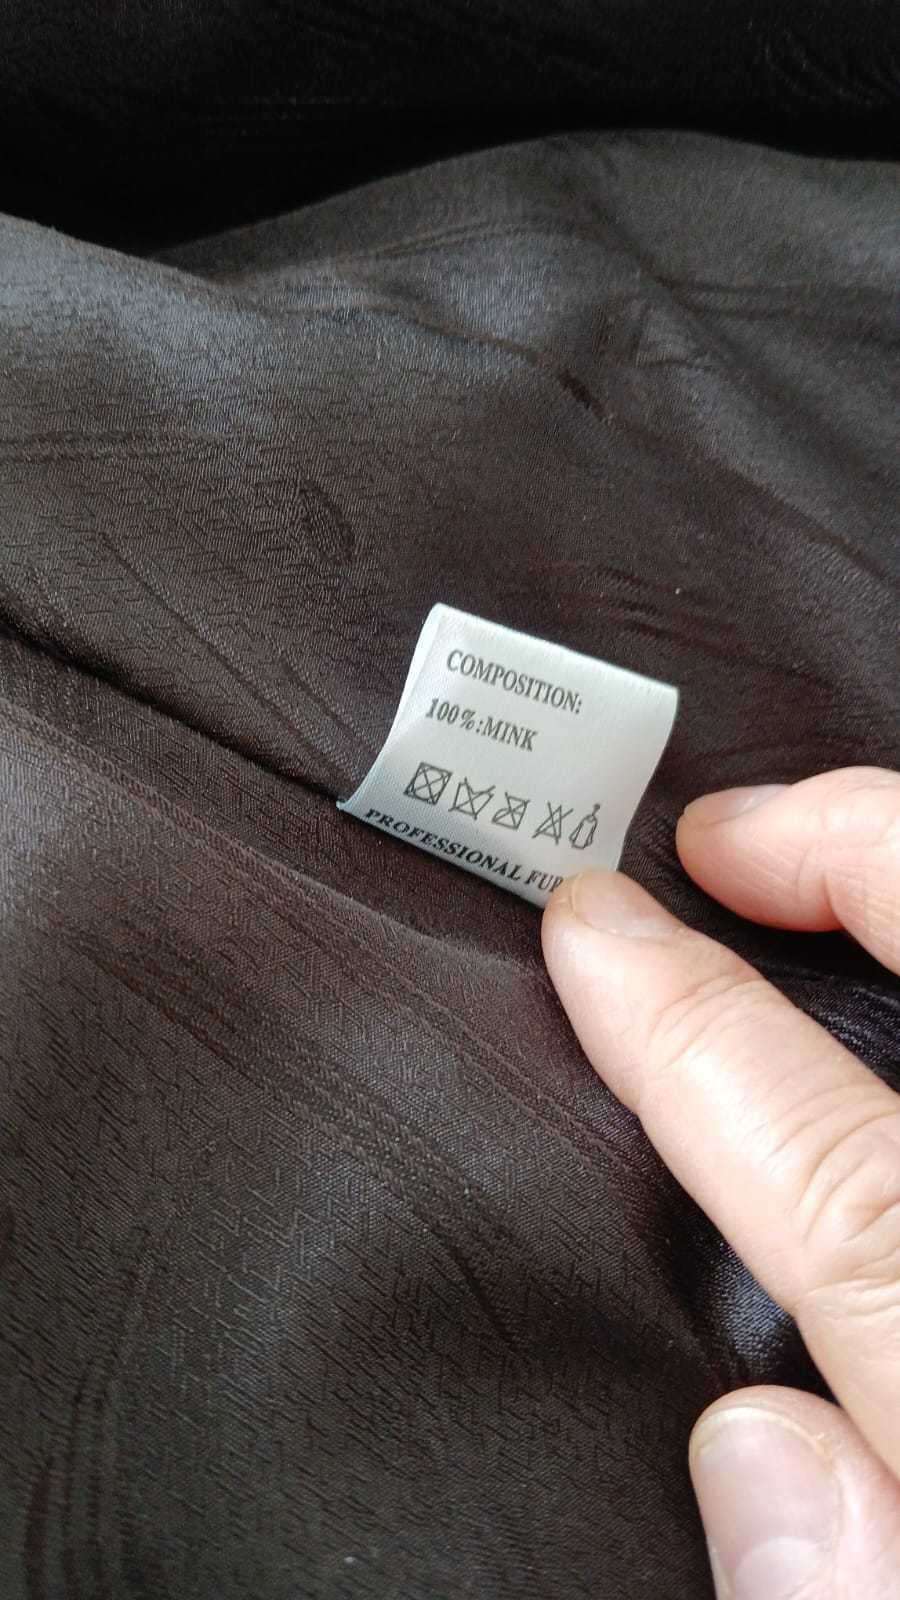 COMPOSITION:
100%:MINK
PROFESSIONAL FUR